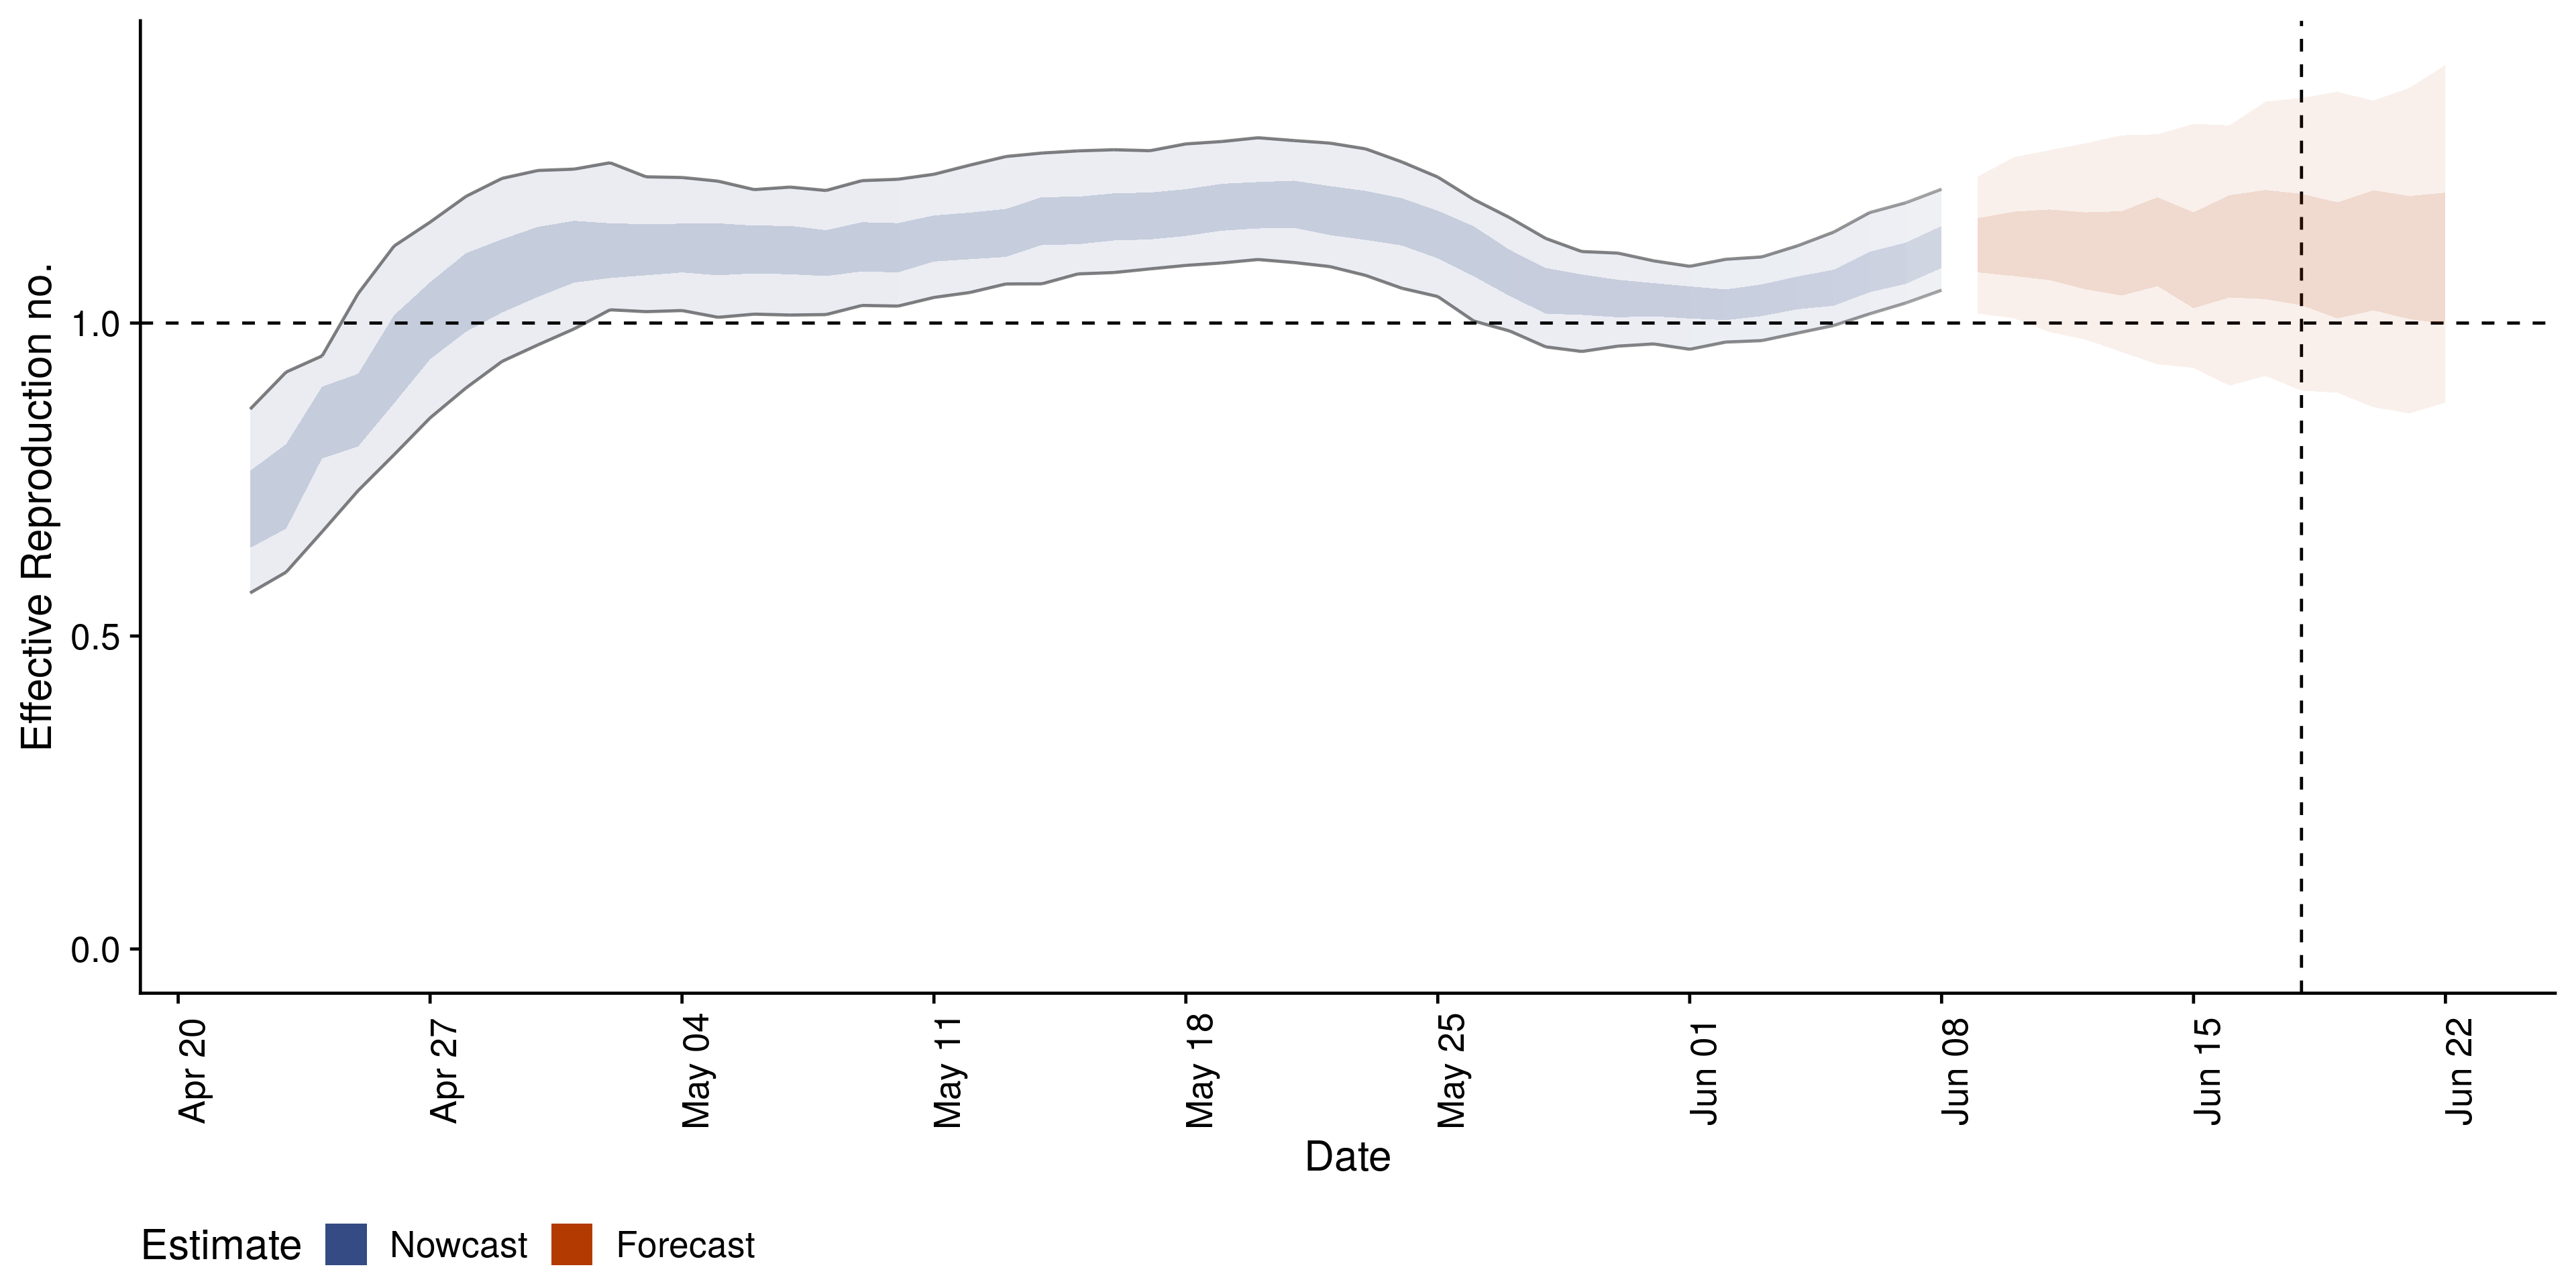 Effective Reproduction no.
1.0
0.5
0.0
Apr 20
Apr 27
May 04
May 11
May 18
May 25
Jun 01
Jun 08
Jun 15
Jun 22
Date
Estimate Nowcast Forecast